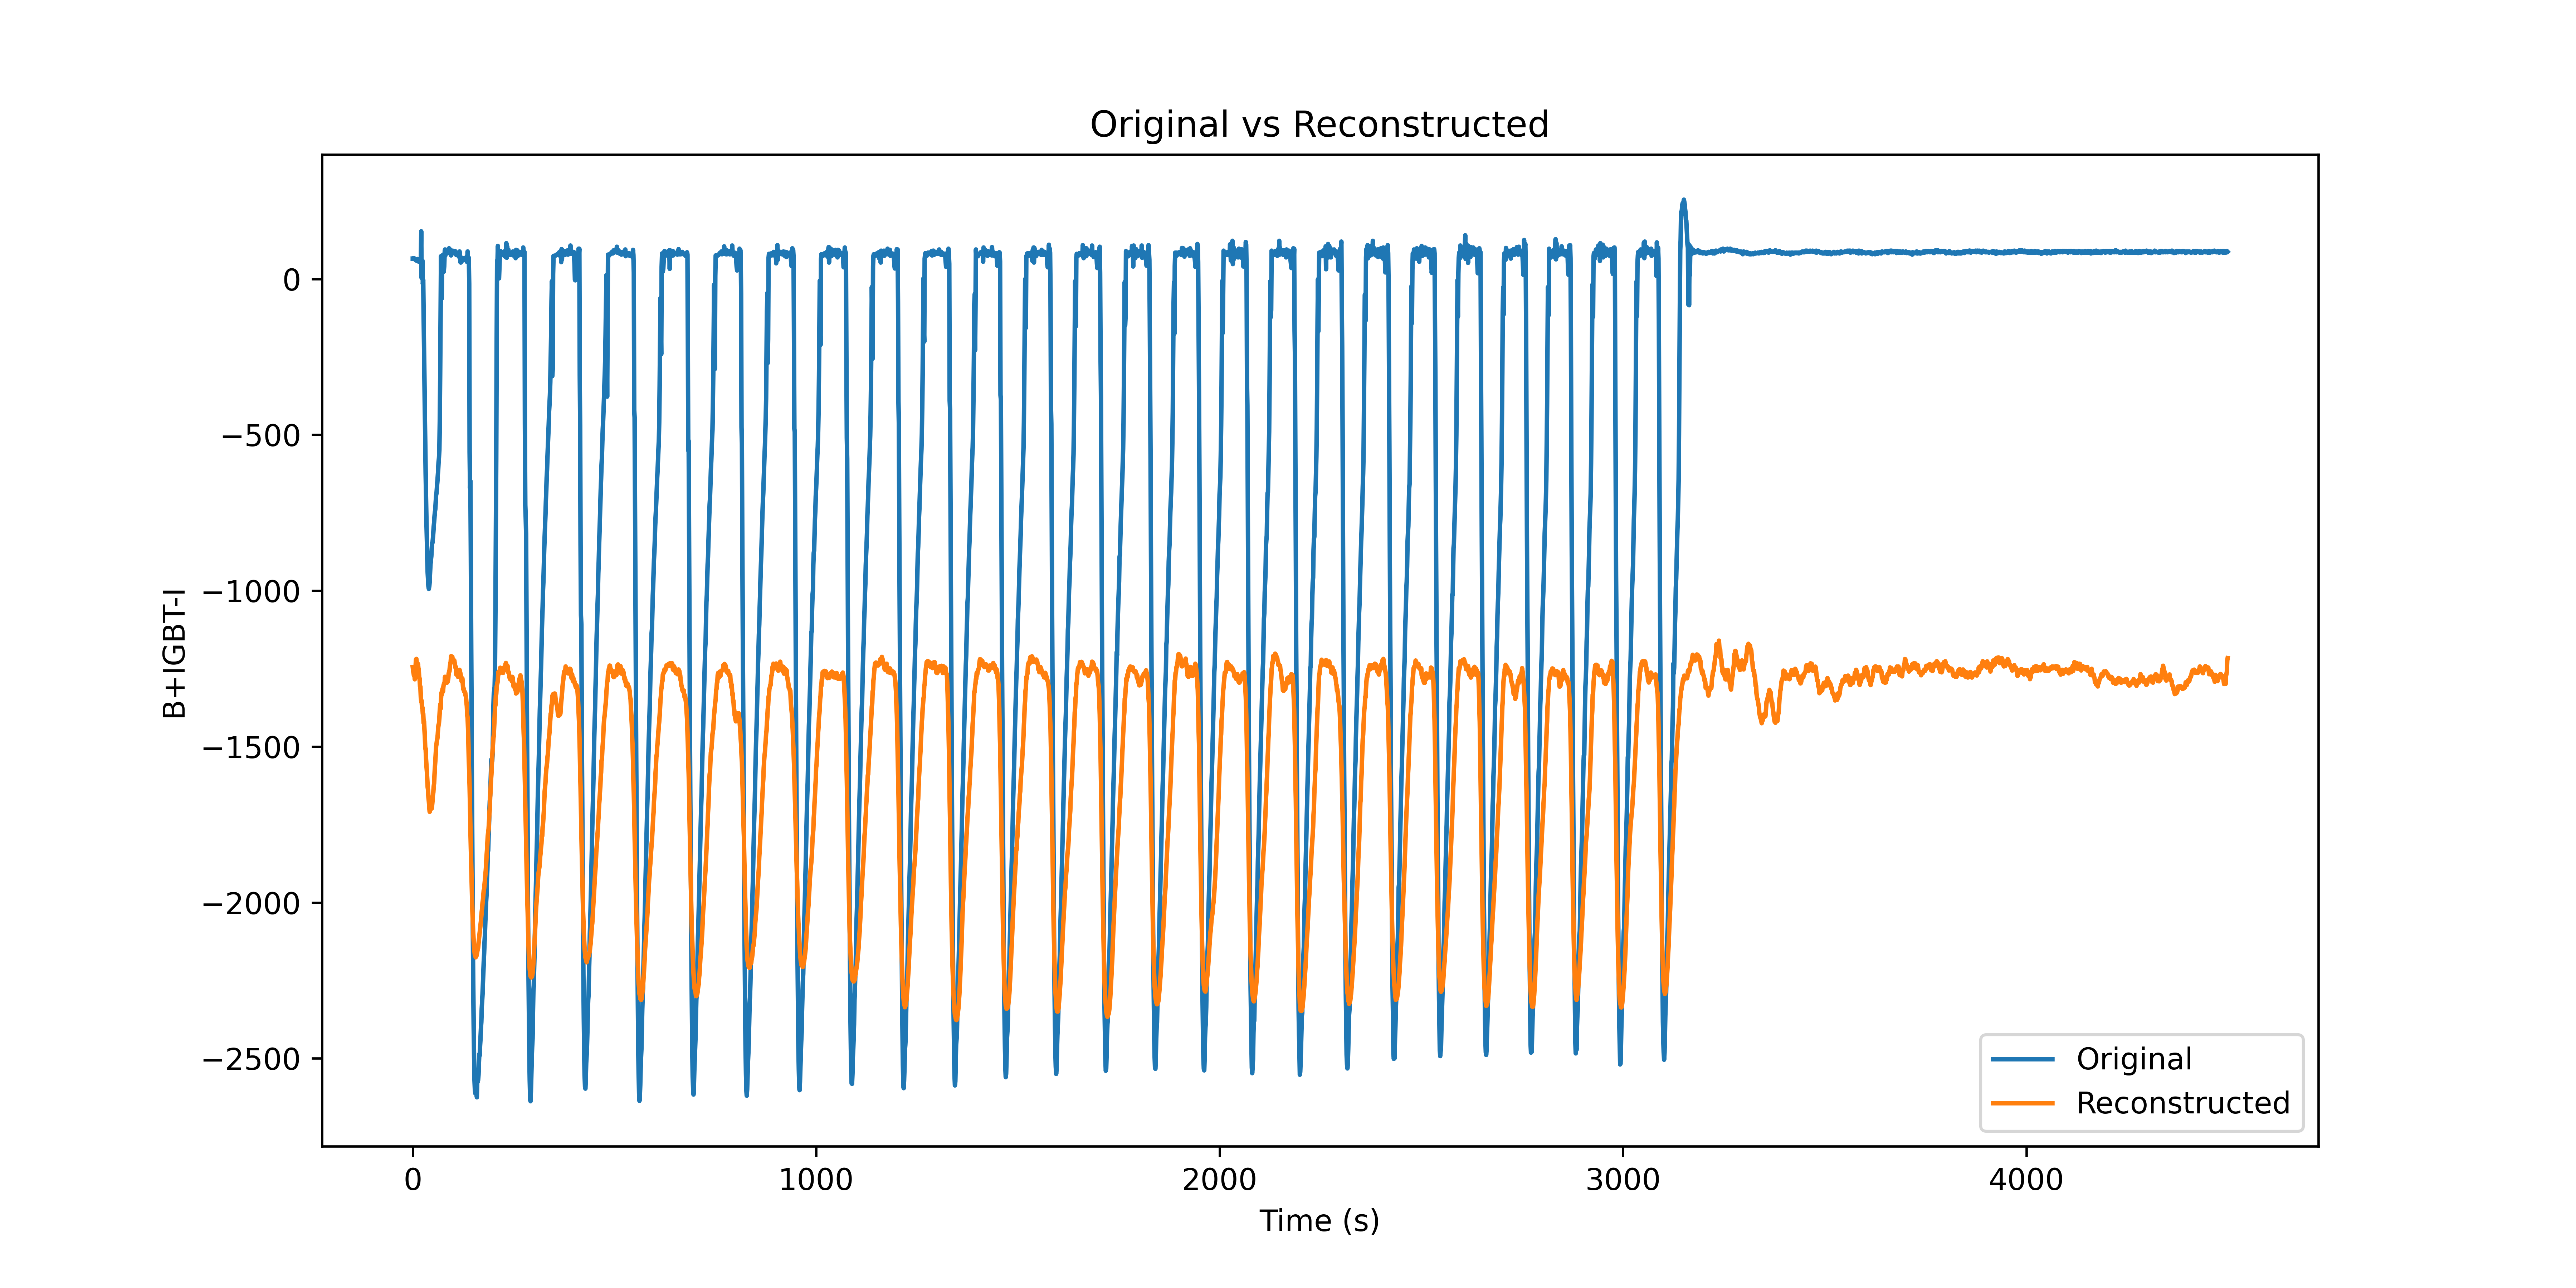 Original vs Reconstructed
B+IGBT-I
0
−500
−1000
−1500
−2000
−2500
0
1000
2000
3000
4000
Time (s)
Original
Reconstructed